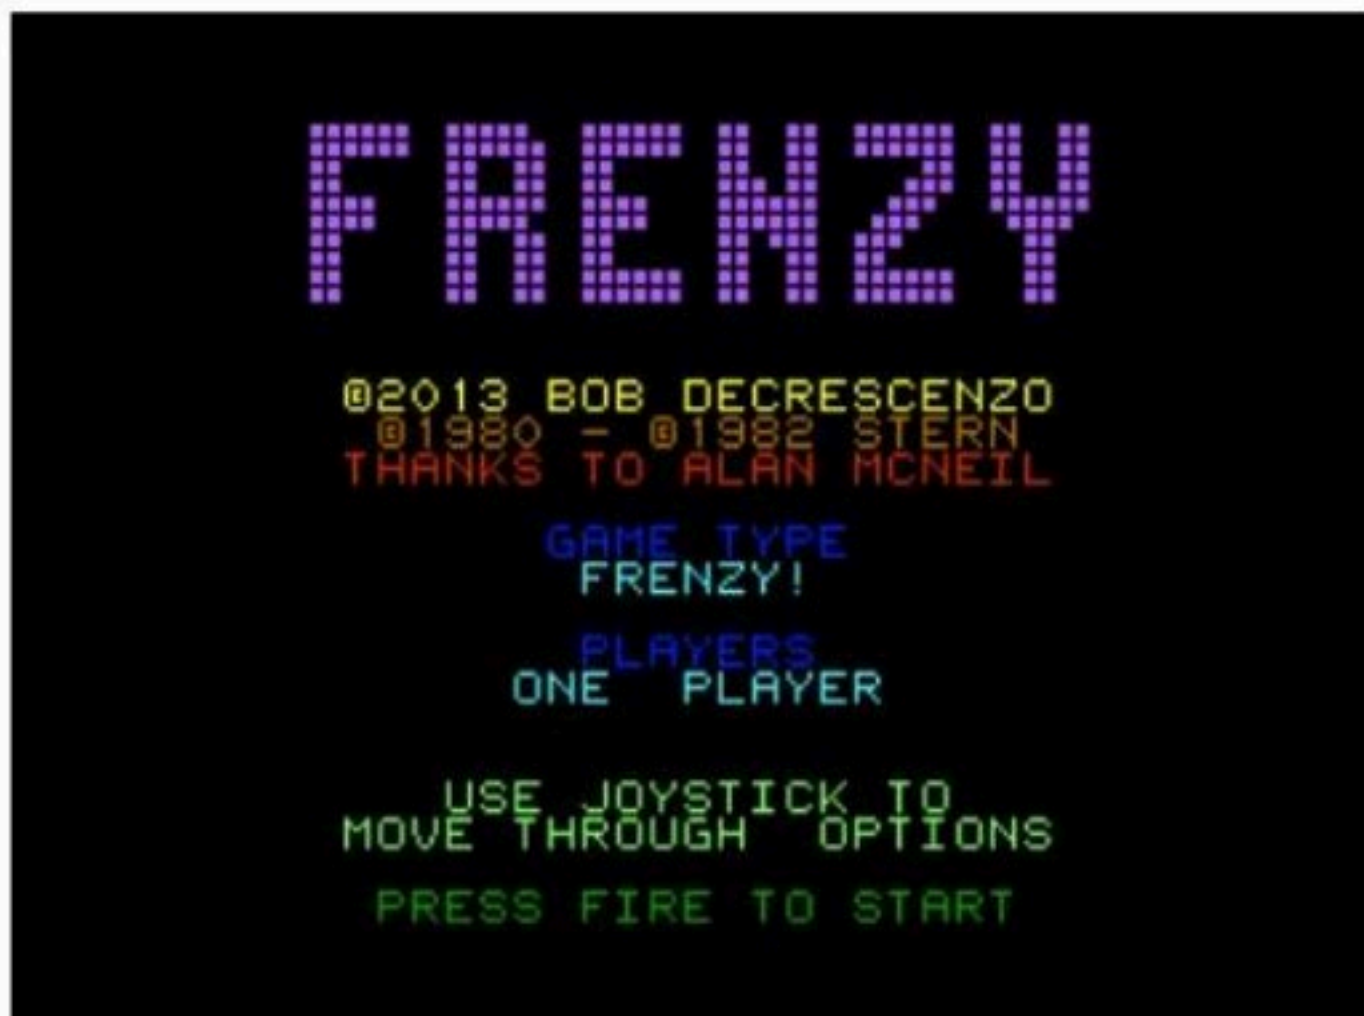 FRENZY
©2013 BOB DECRESCENZO
©1980 - ©1982 STERN
THANKS TO ALAN MCNEIL
GAME TYPE
FRENZY!
PLAYERS
ONE PLAYER
USE JOYSTICK TO
MOVE THROUGH OPTIONS
PRESS FIRE TO START